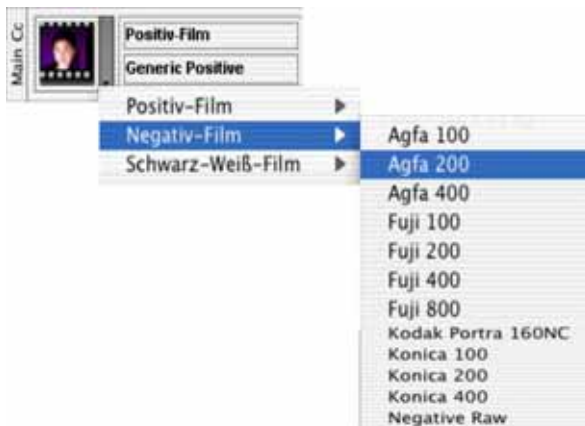 Main Cc
Positiv-Film
Generic Positive
Positiv-Film
Negativ-Film
Schwarz-Weiß-Film
Agfa 100
Agfa 200
Agfa 400
Fuji 100
Fuji 200
Fuji 400
Fuji 800
Kodak Portra 160NC
Konica 100
Konica 200
Konica 400
Negative Raw